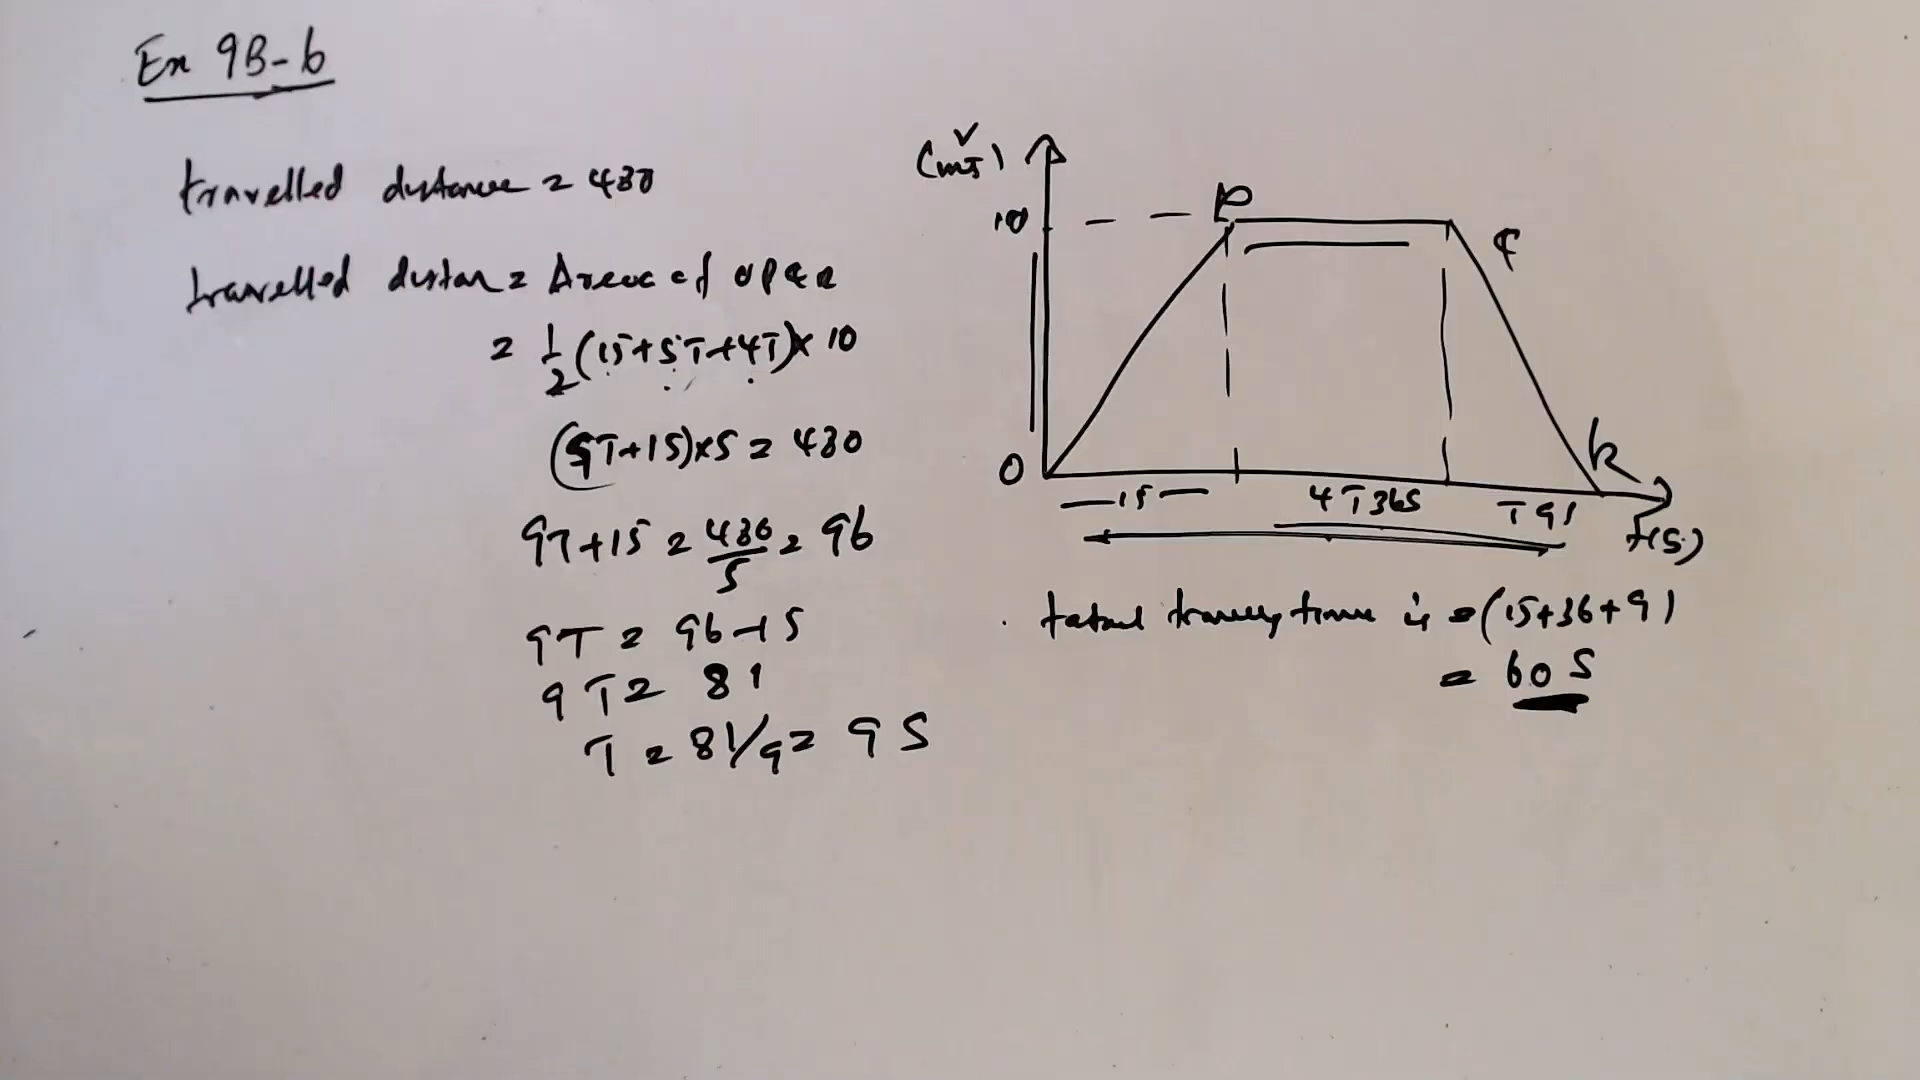 Ex 9B-6
travelled distance = 480
travelled distan = Area of OPQR
= 1/2 (15+5T+4T)×10
(9T+15)×5 = 480
9T+15 = 480/5 = 96
9T = 96-15
9T = 81
T = 81/9 = 9 S
V
(ms)
10
P
Q
0
R
15
4T 36S
T 9s
t(s)
total time is = (15+36+9)
= 60 S